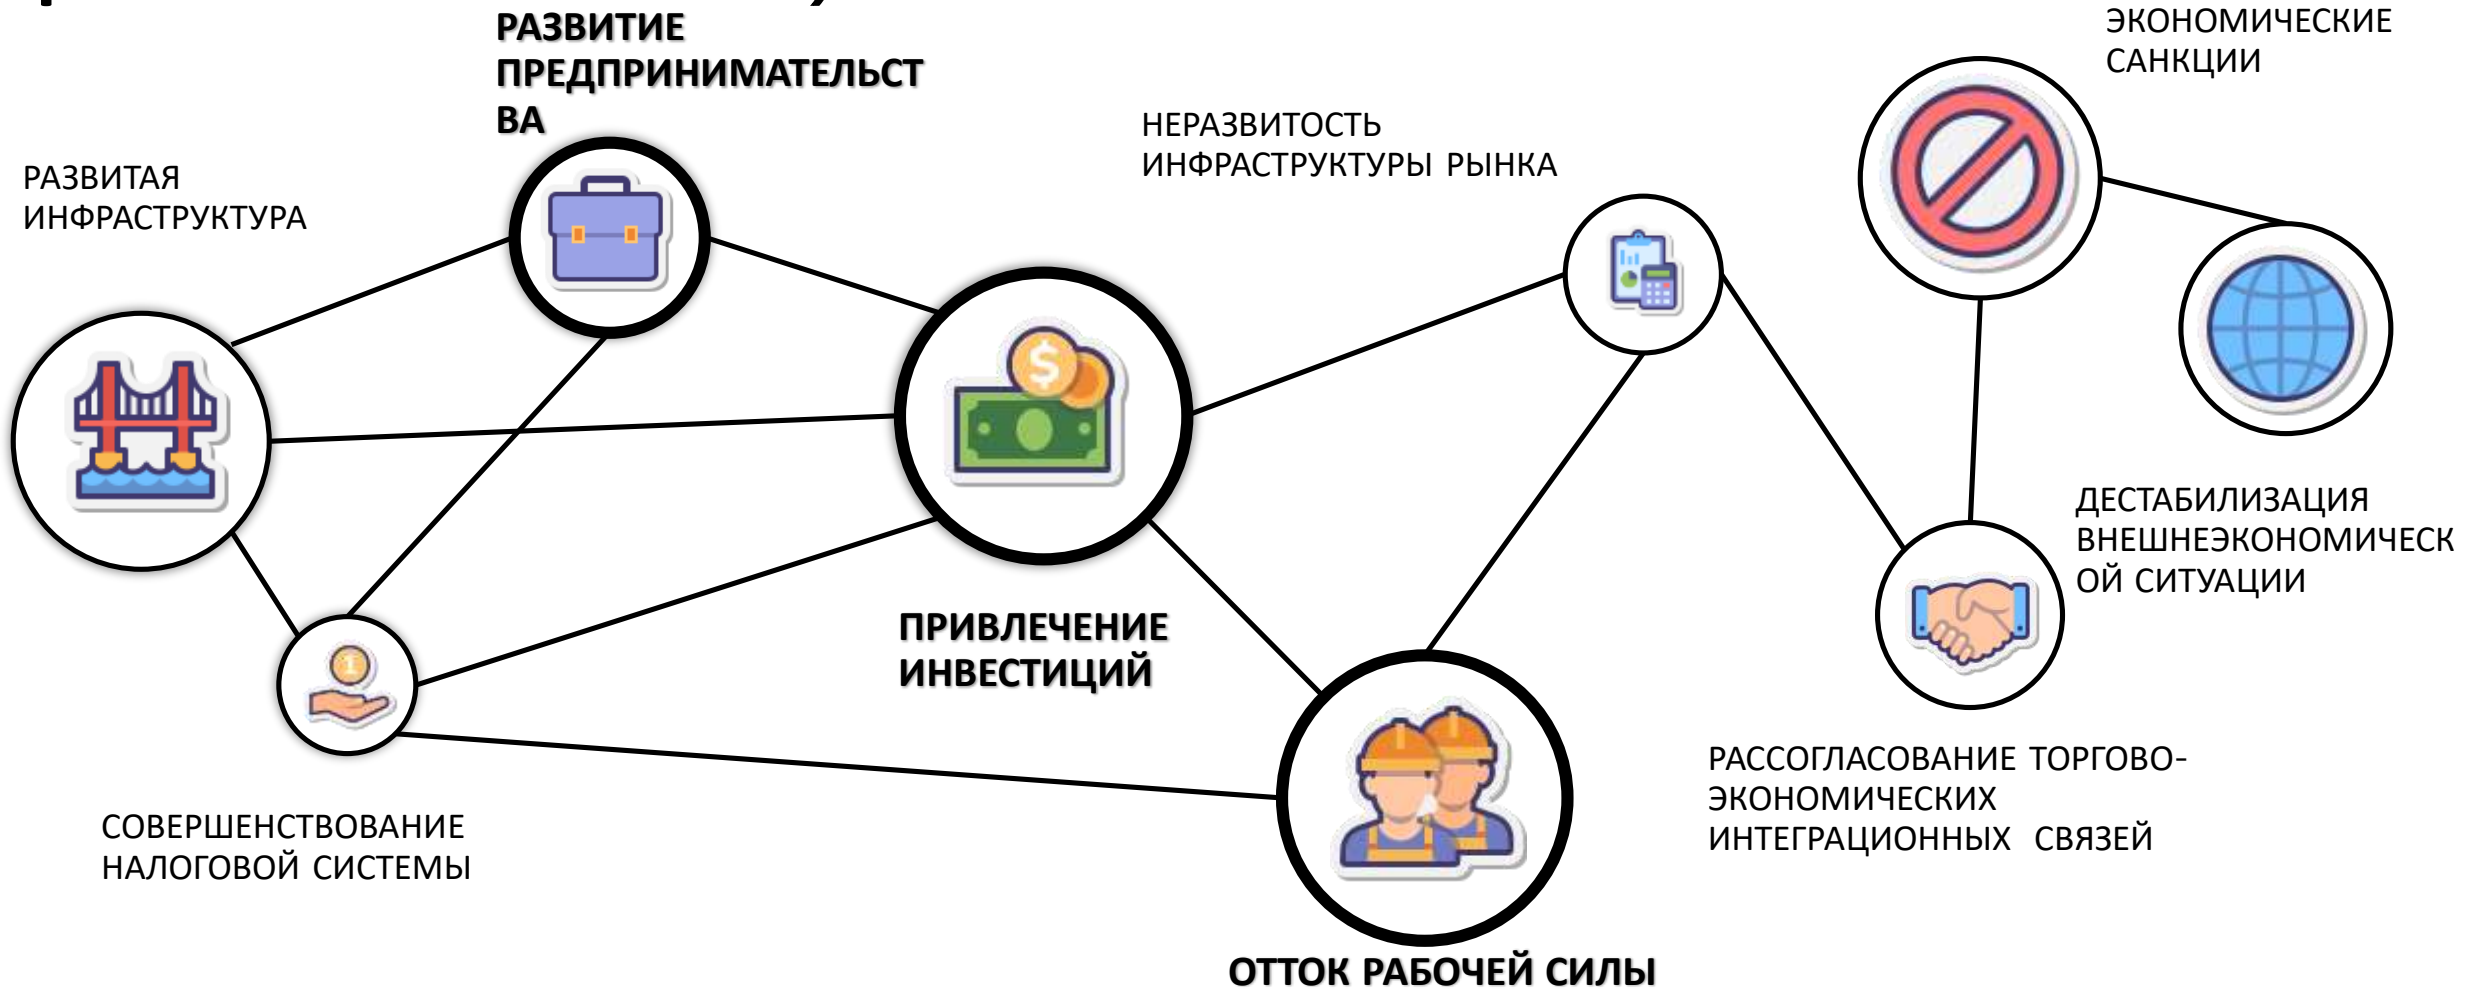 РАЗВИТИЕ
ПРЕДПРИНИМАТЕЛЬСТ
ВА
ЭКОНОМИЧЕСКИЕ
САНКЦИИ
НЕРАЗВИТОСТЬ
ИНФРАСТРУКТУРЫ РЫНКА
РАЗВИТАЯ
ИНФРАСТРУКТУРА
ДЕСТАБИЛИЗАЦИЯ
ВНЕШНЕЭКОНОМИЧЕСК
ОЙ СИТУАЦИИ
ПРИВЛЕЧЕНИЕ
ИНВЕСТИЦИЙ
РАССОГЛАСОВАНИЕ ТОРГОВО-
ЭКОНОМИЧЕСКИХ
ИНТЕГРАЦИОННЫХ СВЯЗЕЙ
СОВЕРШЕНСТВОВАНИЕ
НАЛОГОВОЙ СИСТЕМЫ
ОТТОК РАБОЧЕЙ СИЛЫ